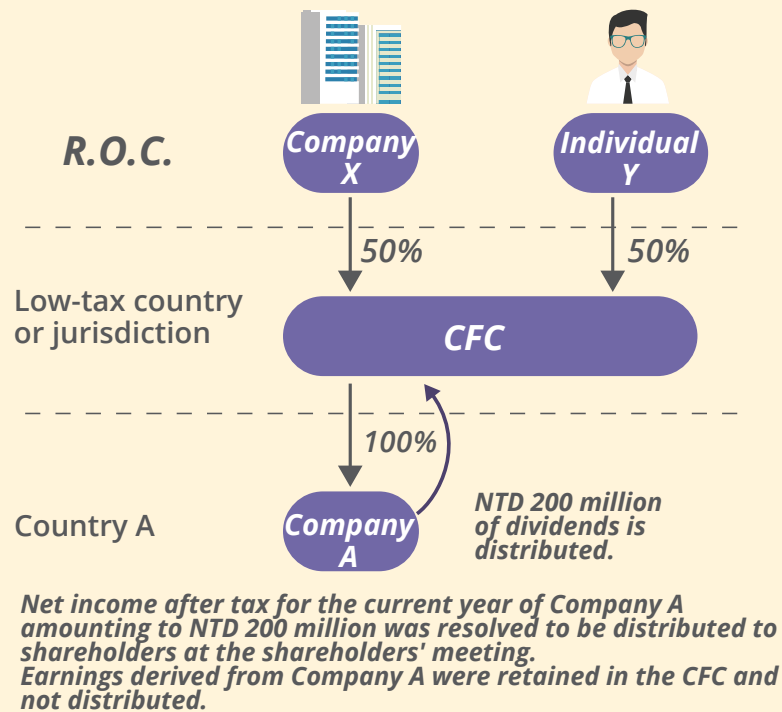 R.O.C.
Company
X
Individual
Y
50%
50%
Low-tax country
or jurisdiction
CFC
100%
Country A
Company
A
NTD 200 million
of dividends is
distributed.
Net income after tax for the current year of Company A
amounting to NTD 200 million was resolved to be distributed to
shareholders at the shareholders' meeting.
Earnings derived from Company A were retained in the CFC and
not distributed.